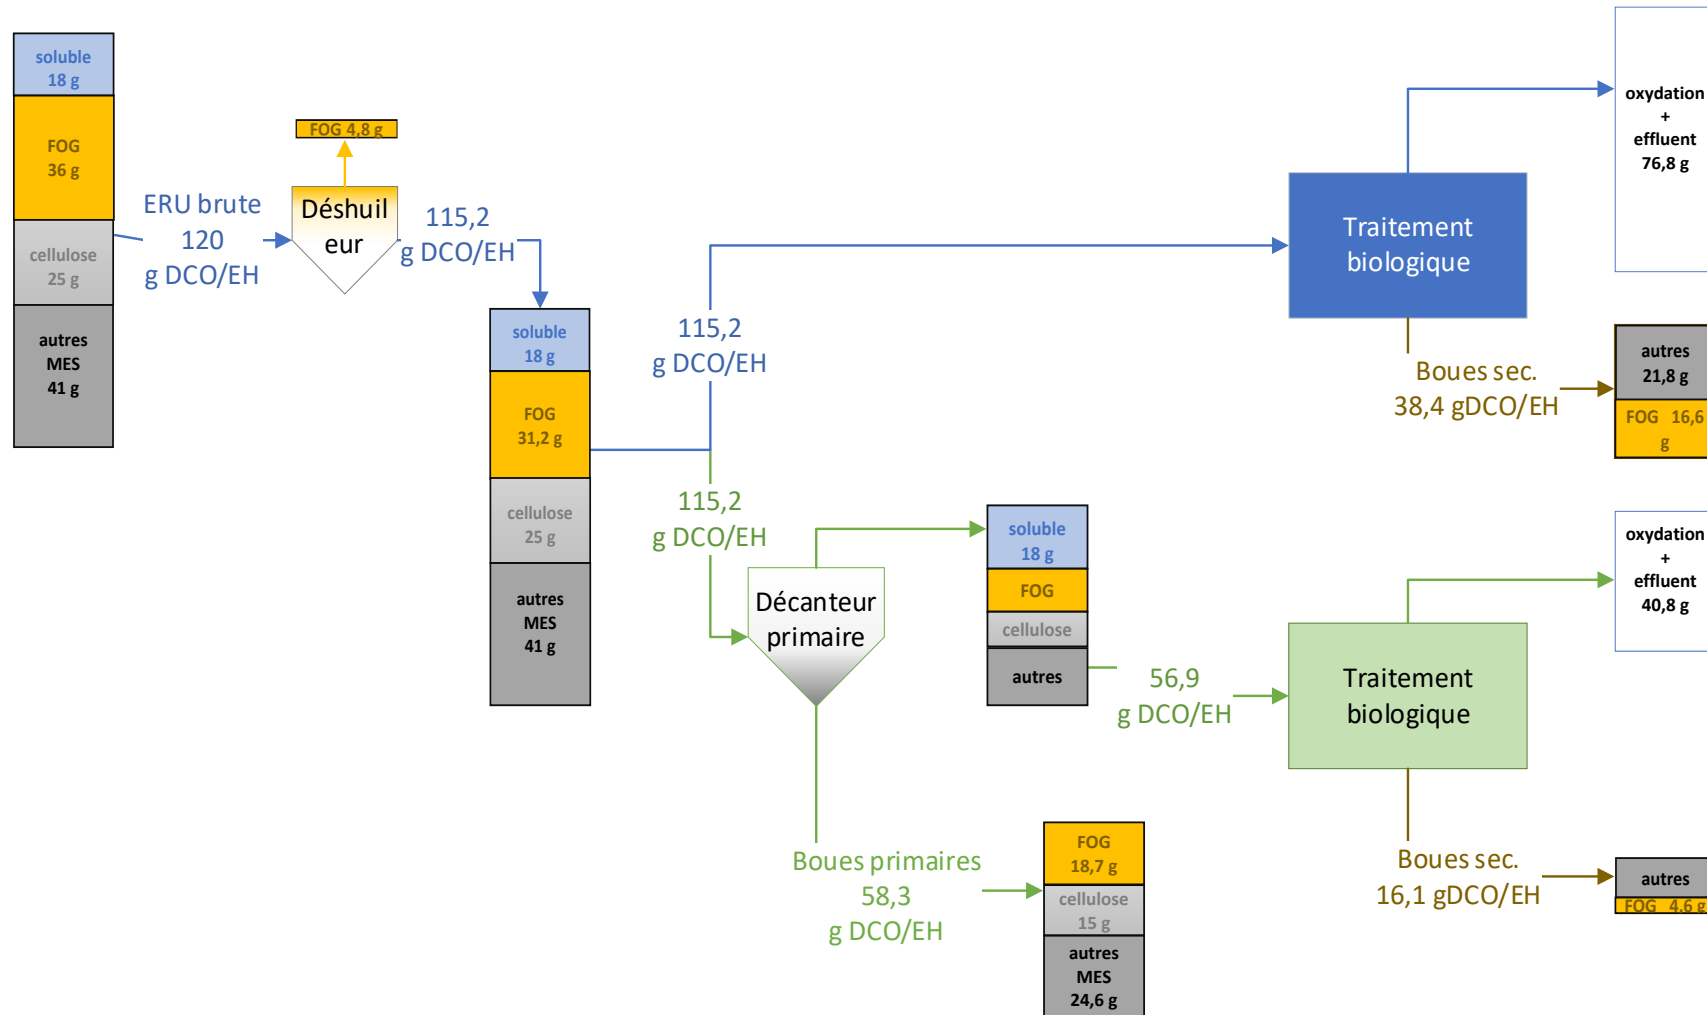 soluble
18 g
FOG
36 g
cellulose
25 g
autres
MES
41 g
ERU brute
120
g DCO/EH
FOG 4,8 g
Déshuil
eur
115,2
g DCO/EH
soluble
18 g
FOG
31,2 g
cellulose
25 g
autres
MES
41 g
115,2
g DCO/EH
Traitement
biologique
oxydation
+
effluent
76,8 g
Boues sec.
38,4 gDCO/EH
autres
21,8 g
FOG 16,6
g
115,2
g DCO/EH
Décanteur
primaire
soluble
18 g
FOG
cellulose
autres
56,9
g DCO/EH
Traitement
biologique
oxydation
+
effluent
40,8 g
Boues primaires
58,3
g DCO/EH
FOG
18,7 g
cellulose
15 g
autres
MES
24,6 g
Boues sec.
16,1 gDCO/EH
autres
FOG 4,6 g